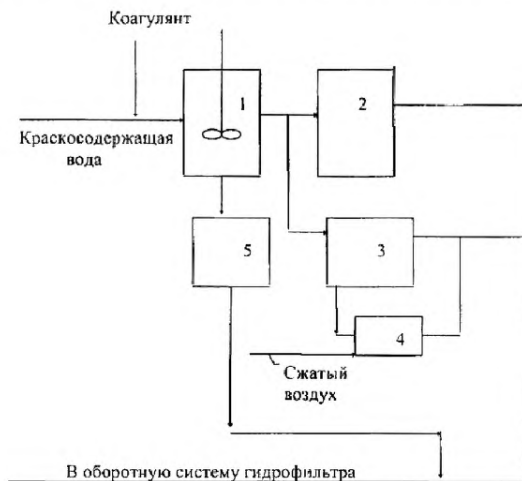 Коагулянт
1
2
Краскосодержащая
вода
5
3
4
Сжатый
воздух
В оборотную систему гидрофильтра